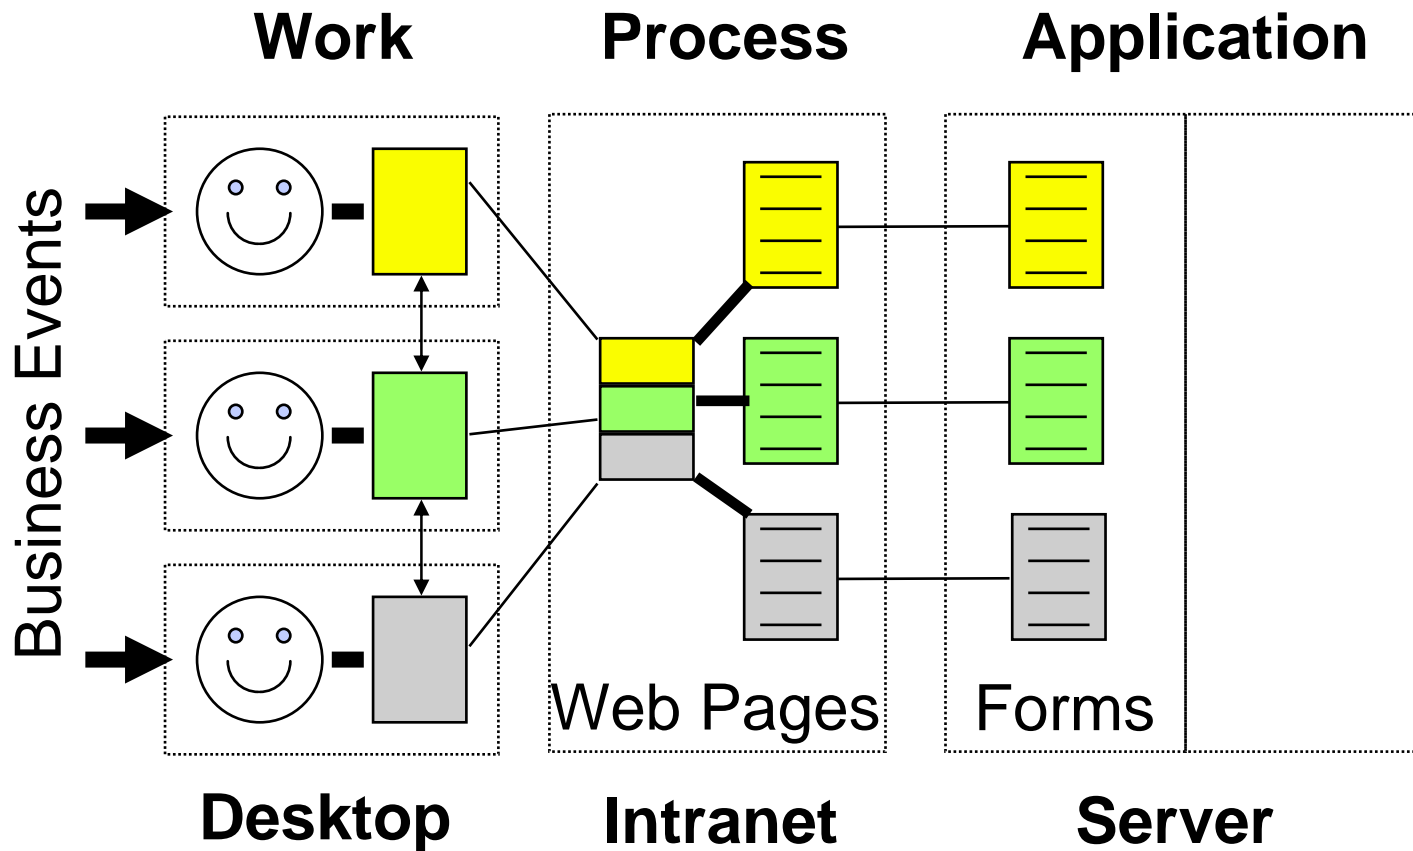 Work
Process
Application
Business Events
Web Pages
Forms
Desktop
Intranet
Server